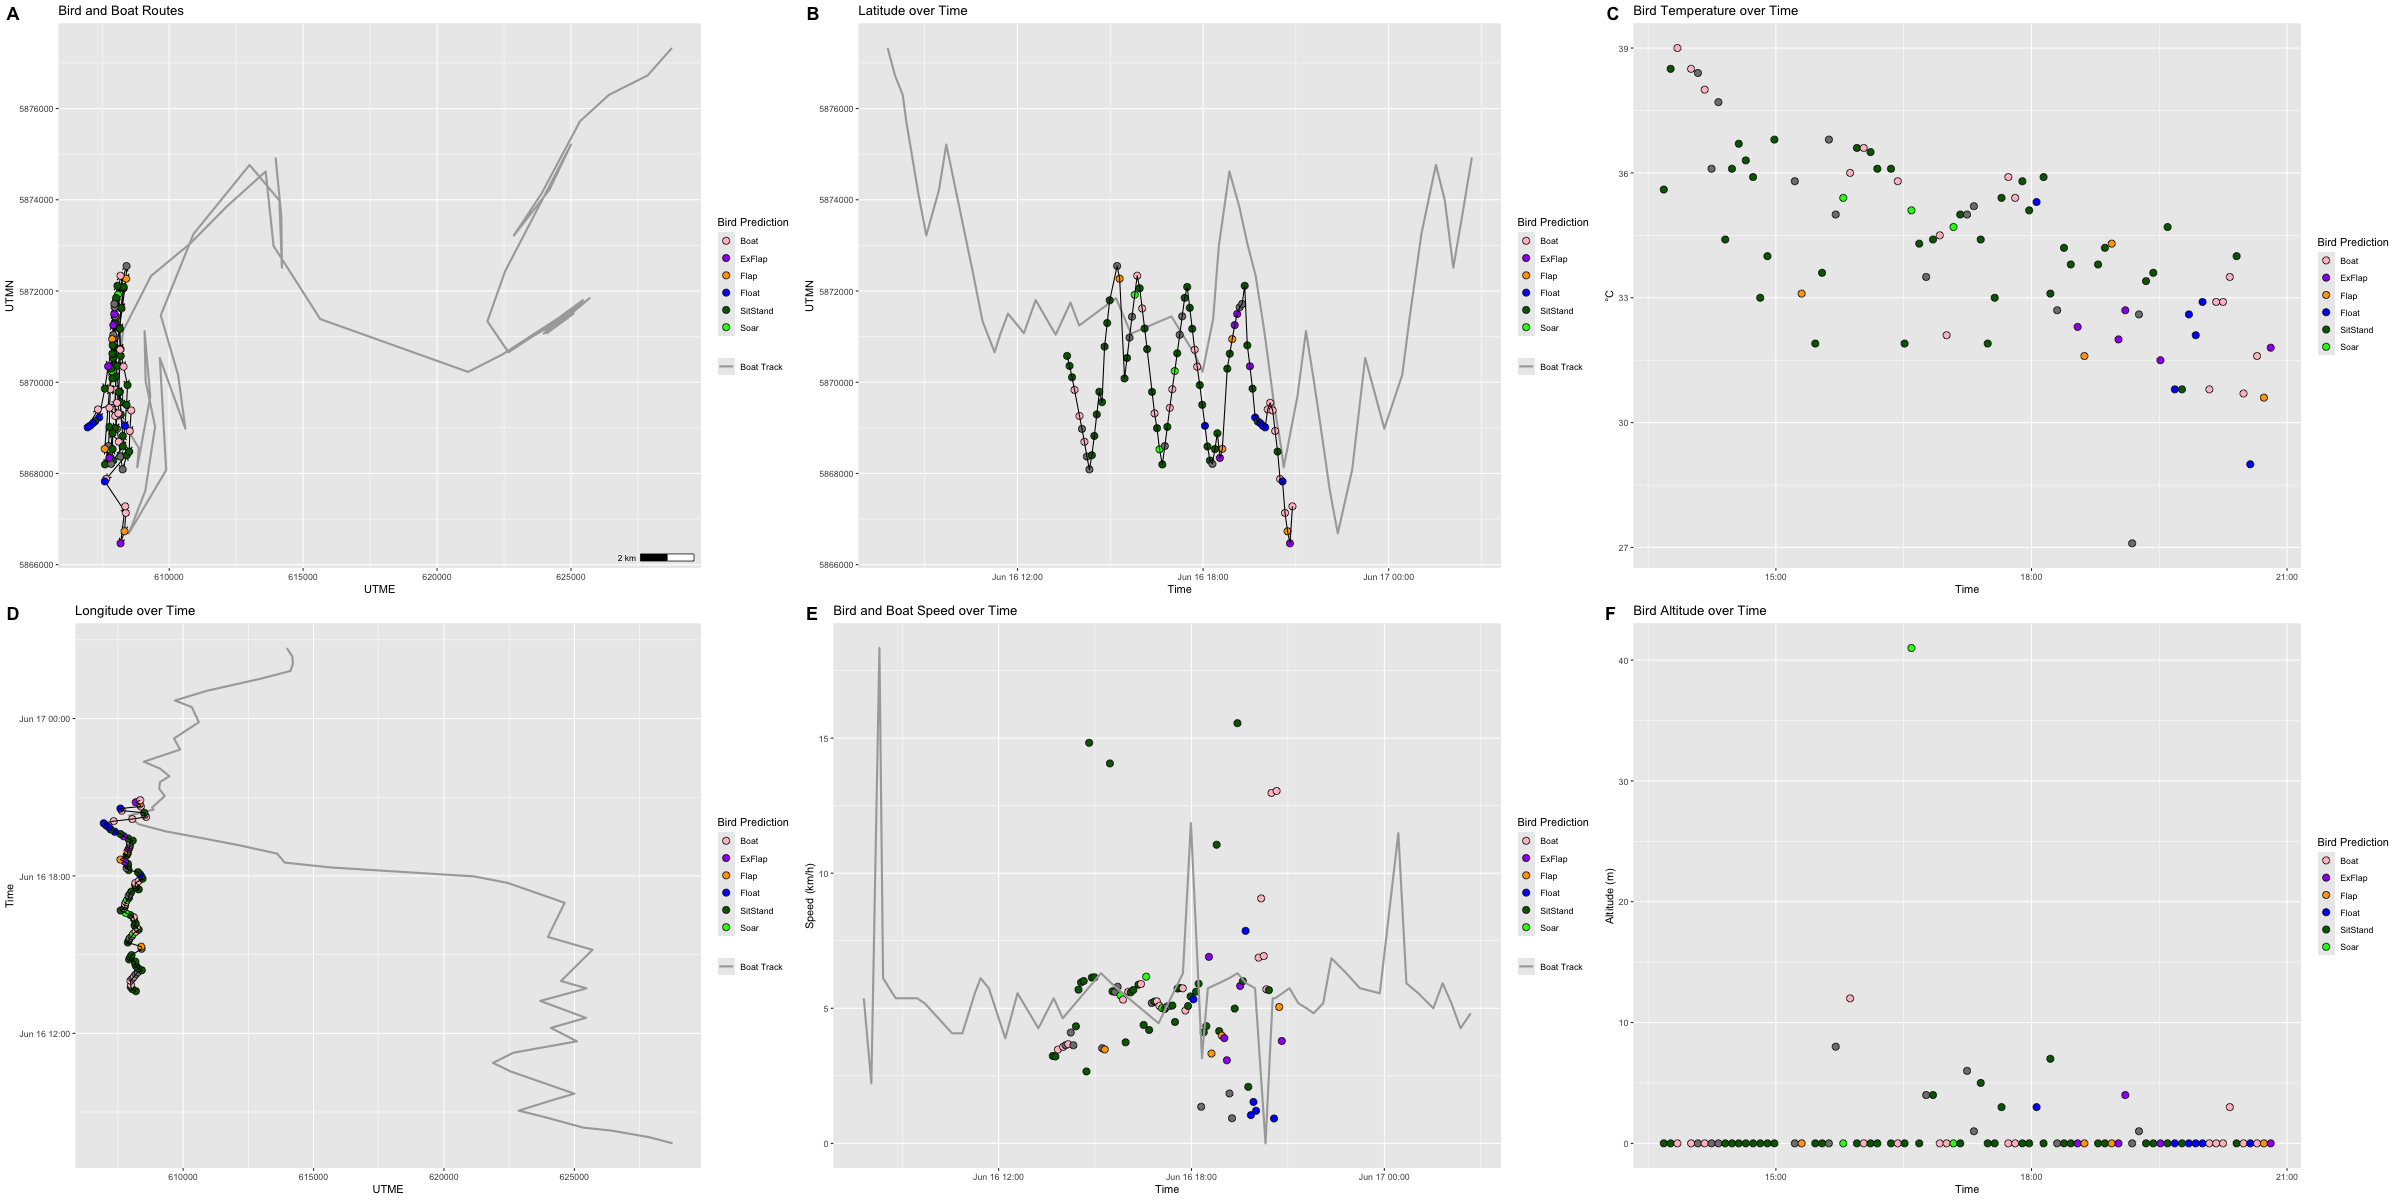 A
Bird and Boat Routes
UTMN
5876000
5874000
5872000
5870000
5868000
5866000
610000
615000
620000
625000
UTME
2 km
Bird Prediction
Boat
ExFlap
Flap
Float
SitStand
Soar
Boat Track
B
Latitude over Time
UTMN
5876000
5874000
5872000
5870000
5868000
5866000
Jun 16 12:00
Jun 16 18:00
Jun 17 00:00
Time
Bird Prediction
Boat
ExFlap
Flap
Float
SitStand
Soar
Boat Track
C
Bird Temperature over Time
°C
39
36
33
30
27
15:00
18:00
21:00
Time
Bird Prediction
Boat
ExFlap
Flap
Float
SitStand
Soar
D
Longitude over Time
Time
Jun 17 00:00
Jun 16 18:00
Jun 16 12:00
610000
615000
620000
625000
UTME
Bird Prediction
Boat
ExFlap
Flap
Float
SitStand
Soar
Boat Track
E
Bird and Boat Speed over Time
Speed (km/h)
15
10
5
0
Jun 16 12:00
Jun 16 18:00
Jun 17 00:00
Time
Bird Prediction
Boat
ExFlap
Flap
Float
SitStand
Soar
Boat Track
F
Bird Altitude over Time
Altitude (m)
40
30
20
10
0
15:00
18:00
21:00
Time
Bird Prediction
Boat
ExFlap
Flap
Float
SitStand
Soar